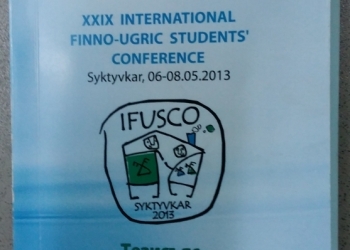 XXIX INTERNATIONAL
FINNO-UGRIC STUDENTS'
CONFERENCE
Syktyvkar, 06-08.05.2013
IFUSCO
SYKTYVKAR
2013